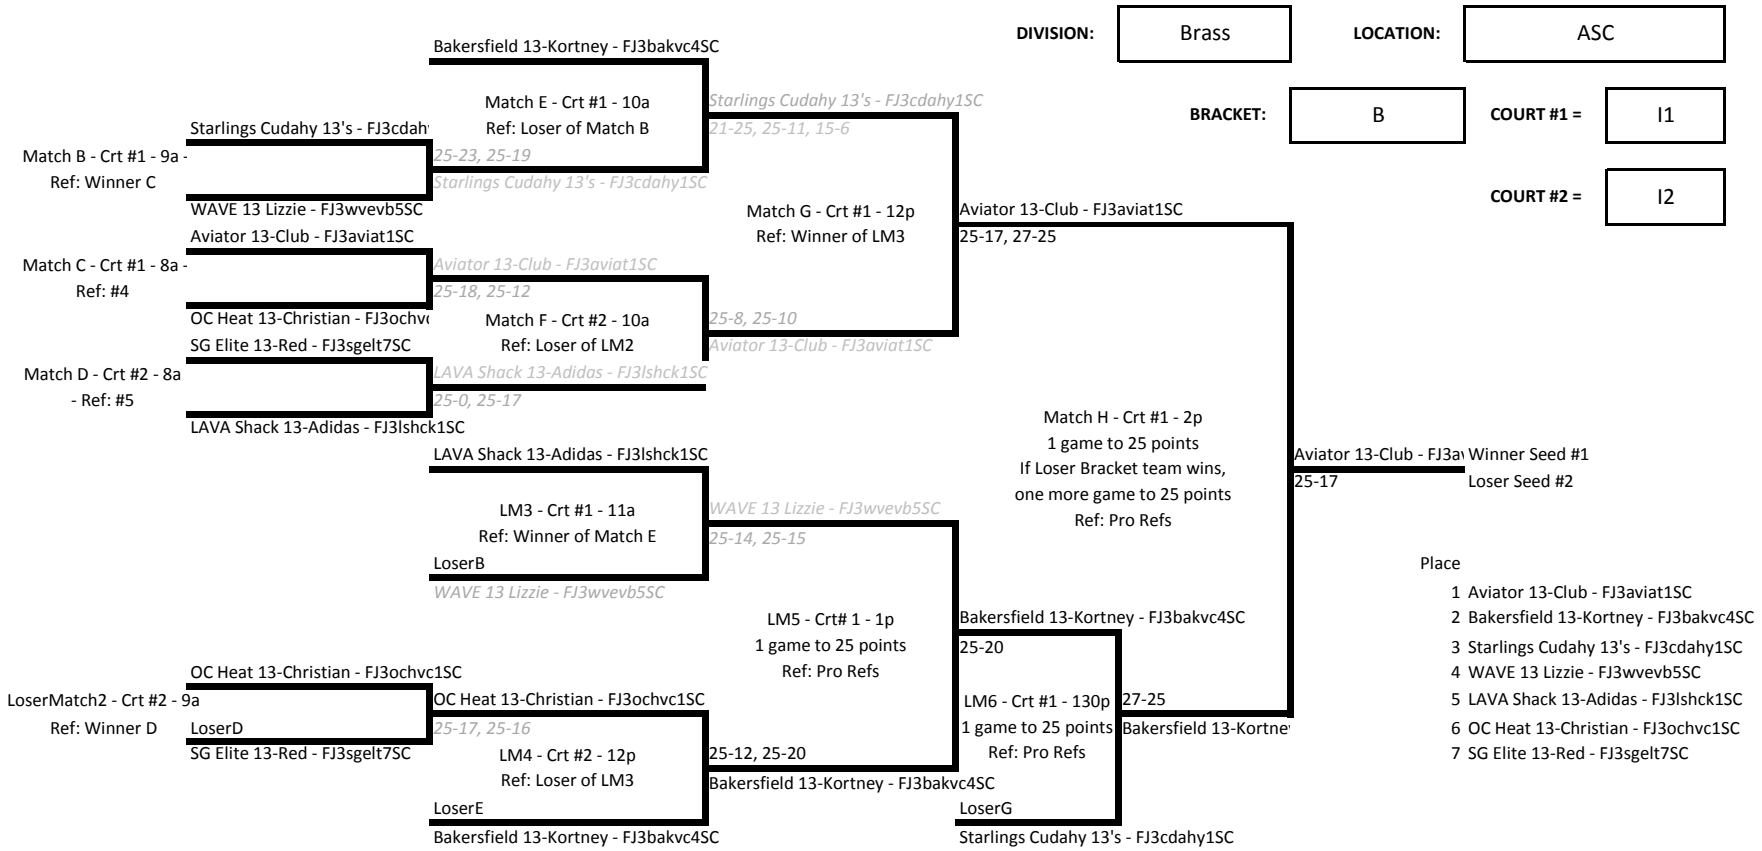 DIVISION:
Brass
LOCATION:
ASC
BRACKET:
B
COURT #1 =
I1
COURT #2 =
I2
Bakersfield 13-Kortney - FJ3bakvc4SC
Match E - Crt #1 - 10a
Ref: Loser of Match B
Starlings Cudahy 13's - FJ3cdahy1SC
21-25, 25-11, 15-6
Starlings Cudahy 13's - FJ3cdah
Match B - Crt #1 - 9a -
Ref: Winner C
25-23, 25-19
Starlings Cudahy 13's - FJ3cdahy1SC
WAVE 13 Lizzie - FJ3wvevb5SC
Match G - Crt #1 - 12p
Ref: Winner of LM3
Aviator 13-Club - FJ3aviat1SC
25-17, 27-25
Aviator 13-Club - FJ3aviat1SC
Match C - Crt #1 - 8a -
Ref: #4
Aviator 13-Club - FJ3aviat1SC
25-18, 25-12
OC Heat 13-Christian - FJ3ochv
Match F - Crt #2 - 10a
Ref: Loser of LM2
25-8, 25-10
Aviator 13-Club - FJ3aviat1SC
SG Elite 13-Red - FJ3sgelt7SC
Match D - Crt #2 - 8a
- Ref: #5
LAVA Shack 13-Adidas - FJ3lshck1SC
25-0, 25-17
LAVA Shack 13-Adidas - FJ3lshck1SC
Match H - Crt #1 - 2p
1 game to 25 points
If Loser Bracket team wins,
one more game to 25 points
Ref: Pro Refs
Aviator 13-Club - FJ3a
Winner Seed #1
25-17
Loser Seed #2
LAVA Shack 13-Adidas - FJ3lshck1SC
LM3 - Crt #1 - 11a
Ref: Winner of Match E
WAVE 13 Lizzie - FJ3wvevb5SC
25-14, 25-15
LoserB
WAVE 13 Lizzie - FJ3wvevb5SC
LM5 - Crt# 1 - 1p
1 game to 25 points
Ref: Pro Refs
Bakersfield 13-Kortney - FJ3bakvc4SC
25-20
OC Heat 13-Christian - FJ3ochvc1SC
LoserMatch2 - Crt #2 - 9a
Ref: Winner D
LoserD
SG Elite 13-Red - FJ3sgelt7SC
OC Heat 13-Christian - FJ3ochvc1SC
25-17, 25-16
LM4 - Crt #2 - 12p
Ref: Loser of LM3
25-12, 25-20
Bakersfield 13-Kortney - FJ3bakvc4SC
LoserE
Bakersfield 13-Kortney - FJ3bakvc4SC
LM6 - Crt #1 - 130p
1 game to 25 points
Ref: Pro Refs
27-25
Bakersfield 13-Kortne
LoserG
Starlings Cudahy 13's - FJ3cdahy1SC
Place
1 Aviator 13-Club - FJ3aviat1SC
2 Bakersfield 13-Kortney - FJ3bakvc4SC
3 Starlings Cudahy 13's - FJ3cdahy1SC
4 WAVE 13 Lizzie - FJ3wvevb5SC
5 LAVA Shack 13-Adidas - FJ3lshck1SC
6 OC Heat 13-Christian - FJ3ochvc1SC
7 SG Elite 13-Red - FJ3sgelt7SC